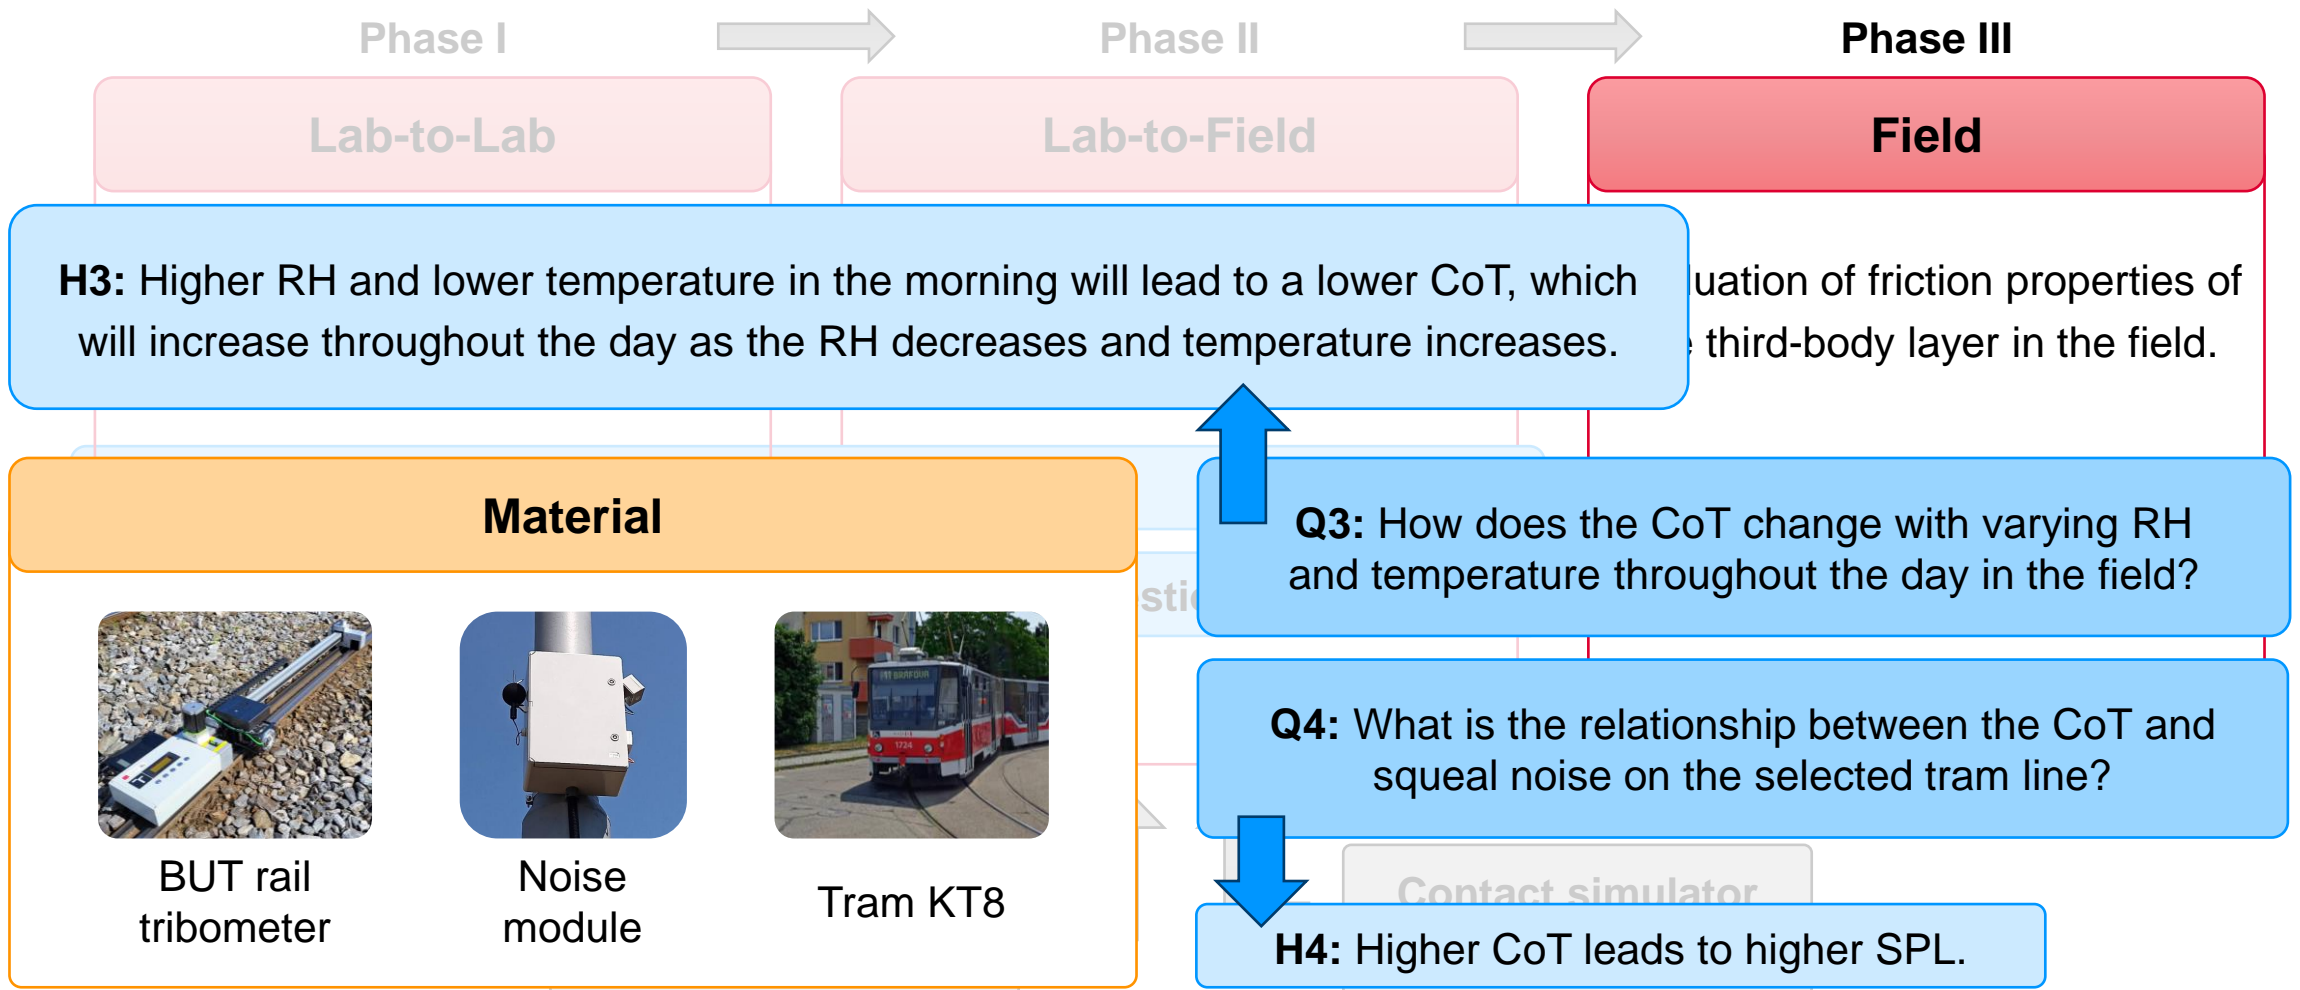 Phase I
Phase II
Phase III
Lab-to-Lab
Lab-to-Field
Field
H3: Higher RH and lower temperature in the morning will lead to a lower CoT, which
will increase throughout the day as the RH decreases and temperature increases.
luation of friction properties of
third-body layer in the field.
Material
Q3: How does the CoT change with varying RH
and temperature throughout the day in the field?
Q4: What is the relationship between the CoT and
squeal noise on the selected tram line?
1724
BUT rail
tribometer
Noise
module
Tram KT8
Contact simulator
H4: Higher CoT leads to higher SPL.